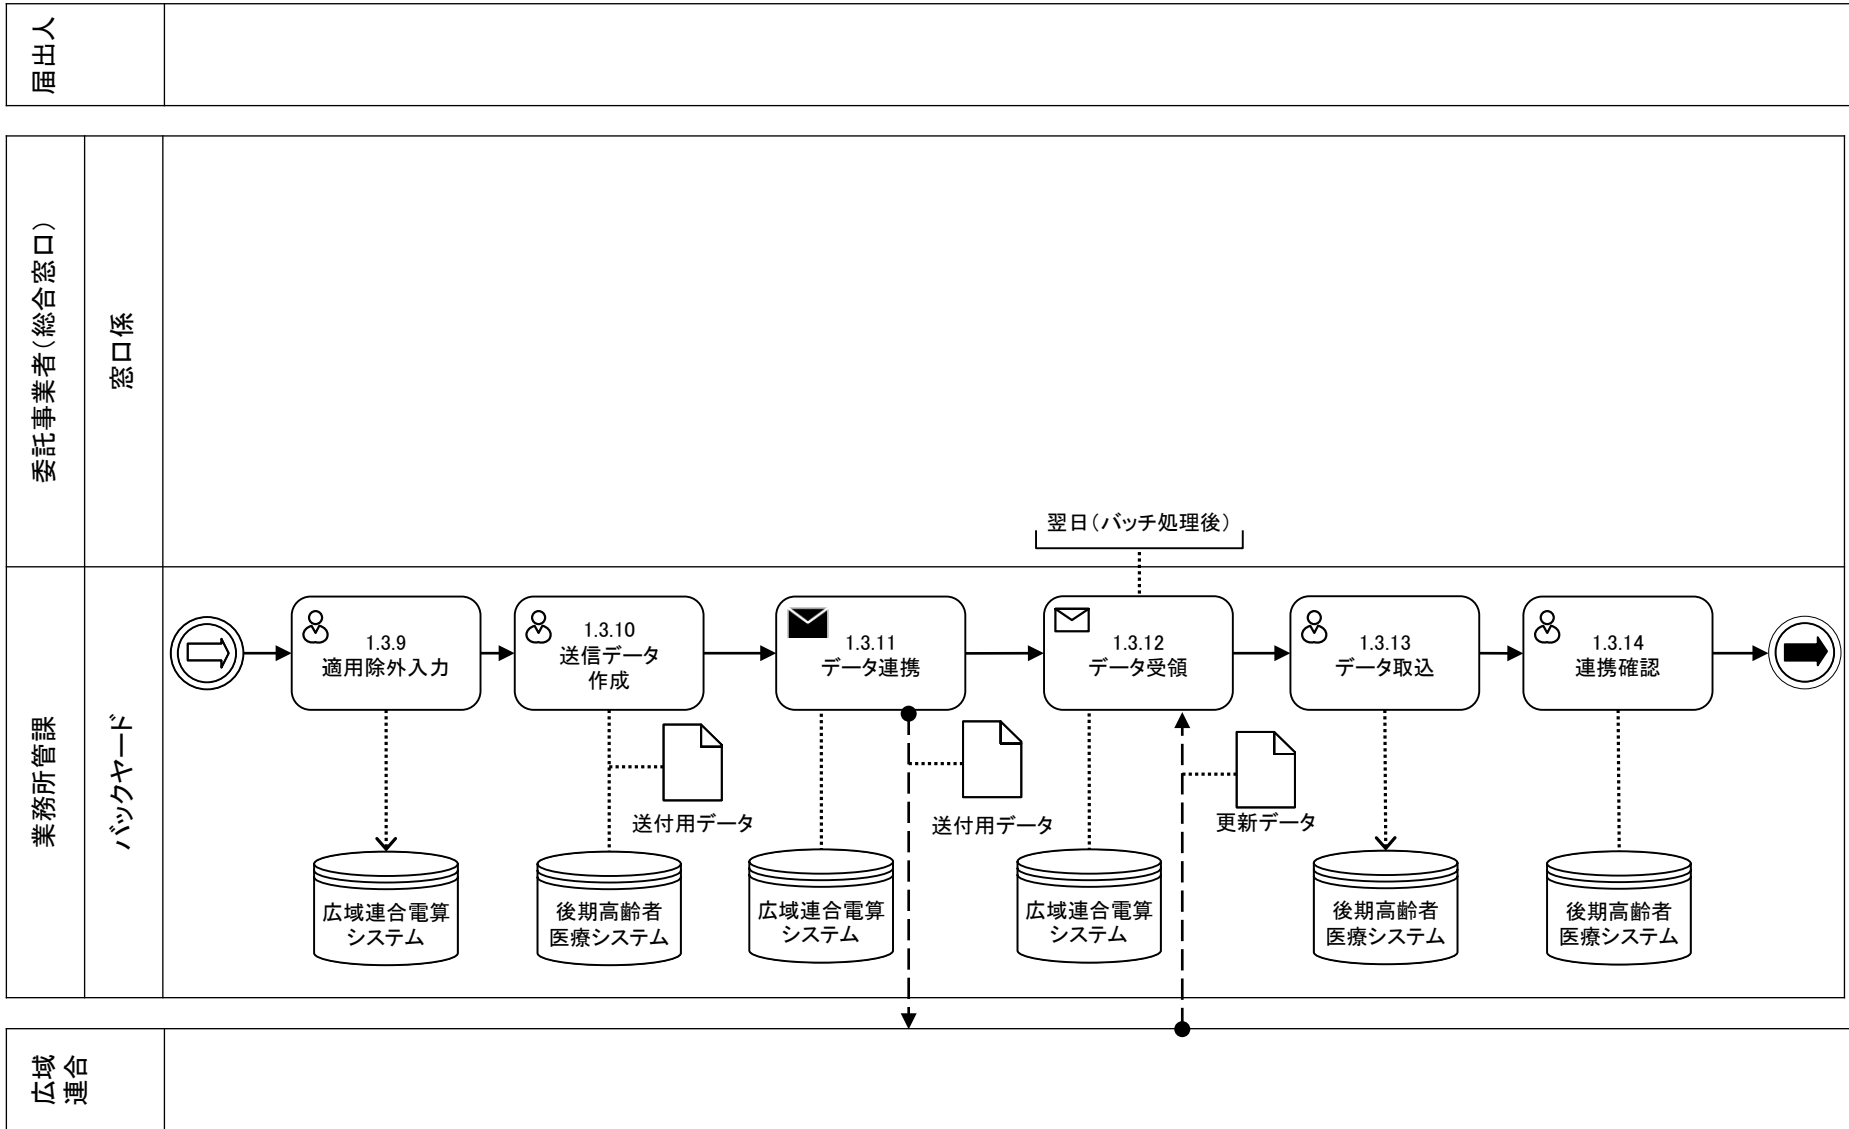 届出人
委託事業者（総合窓口）
窓口係
翌日（バッチ処理後）
業務所管課
バックヤード
1.3.9
適用除外入力
1.3.10
送信データ
作成
1.3.11
データ連携
1.3.12
データ受領
1.3.13
データ取込
1.3.14
連携確認
送付用データ
送付用データ
更新データ
広域連合電算
システム
後期高齢者
医療システム
広域連合電算
システム
広域連合電算
システム
後期高齢者
医療システム
後期高齢者
医療システム
広域
連合